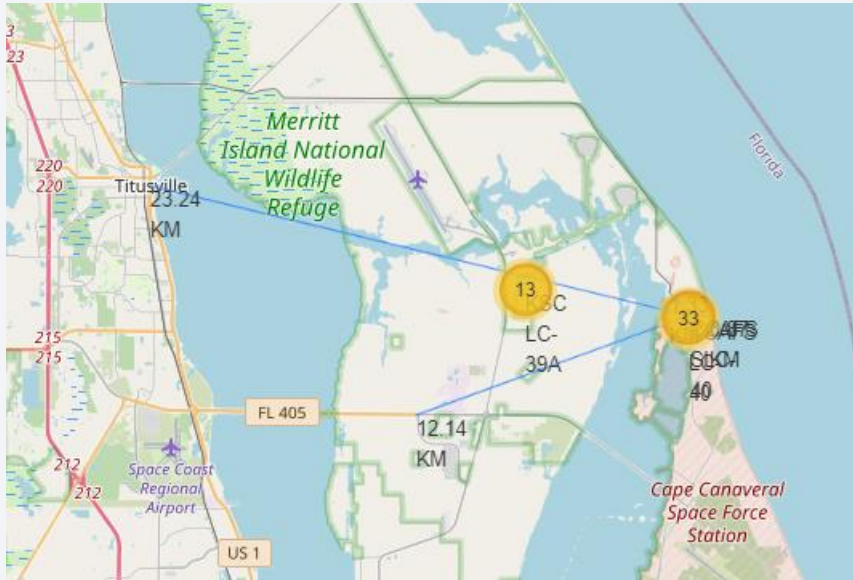 3
23
Merritt
Island National
Wildlife
Refuge
Florida
220
220
Titusville
23.24
KM
13
KSC
LC-
39A
33
40
215
215
FL 405
12.14
KM
212
212
Space Coast
Regional
Airport
Cape Canaveral
Space Force
Station
US 1